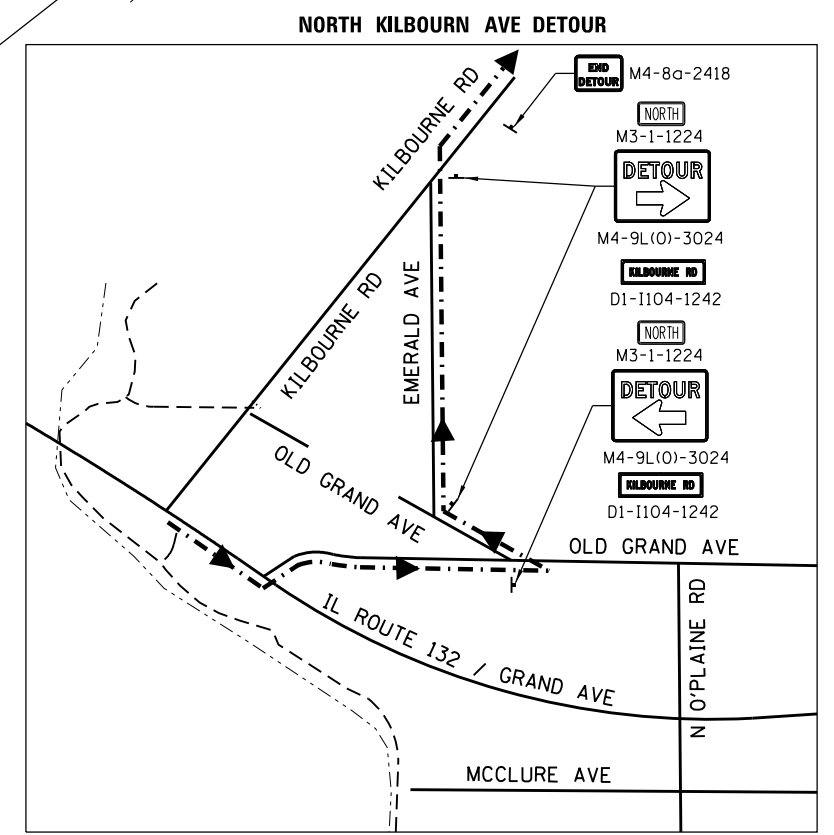 NORTH KILBOURN AVE DETOUR
END
DETOUR
M4-8a-2418
KILBOURNE RD
NORTH
M3-1-1224
DETOUR
M4-9L(O)-3024
KILBOURNE RD
D1-I104-1242
KILBOURNE RD
EMERALD AVE
NORTH
M3-1-1224
DETOUR
M4-9L(O)-3024
KILBOURNE RD
D1-I104-1242
OLD GRAND AVE
OLD GRAND AVE
IL ROUTE 132 / GRAND AVE
N O'PLAINE RD
MCCLURE AVE